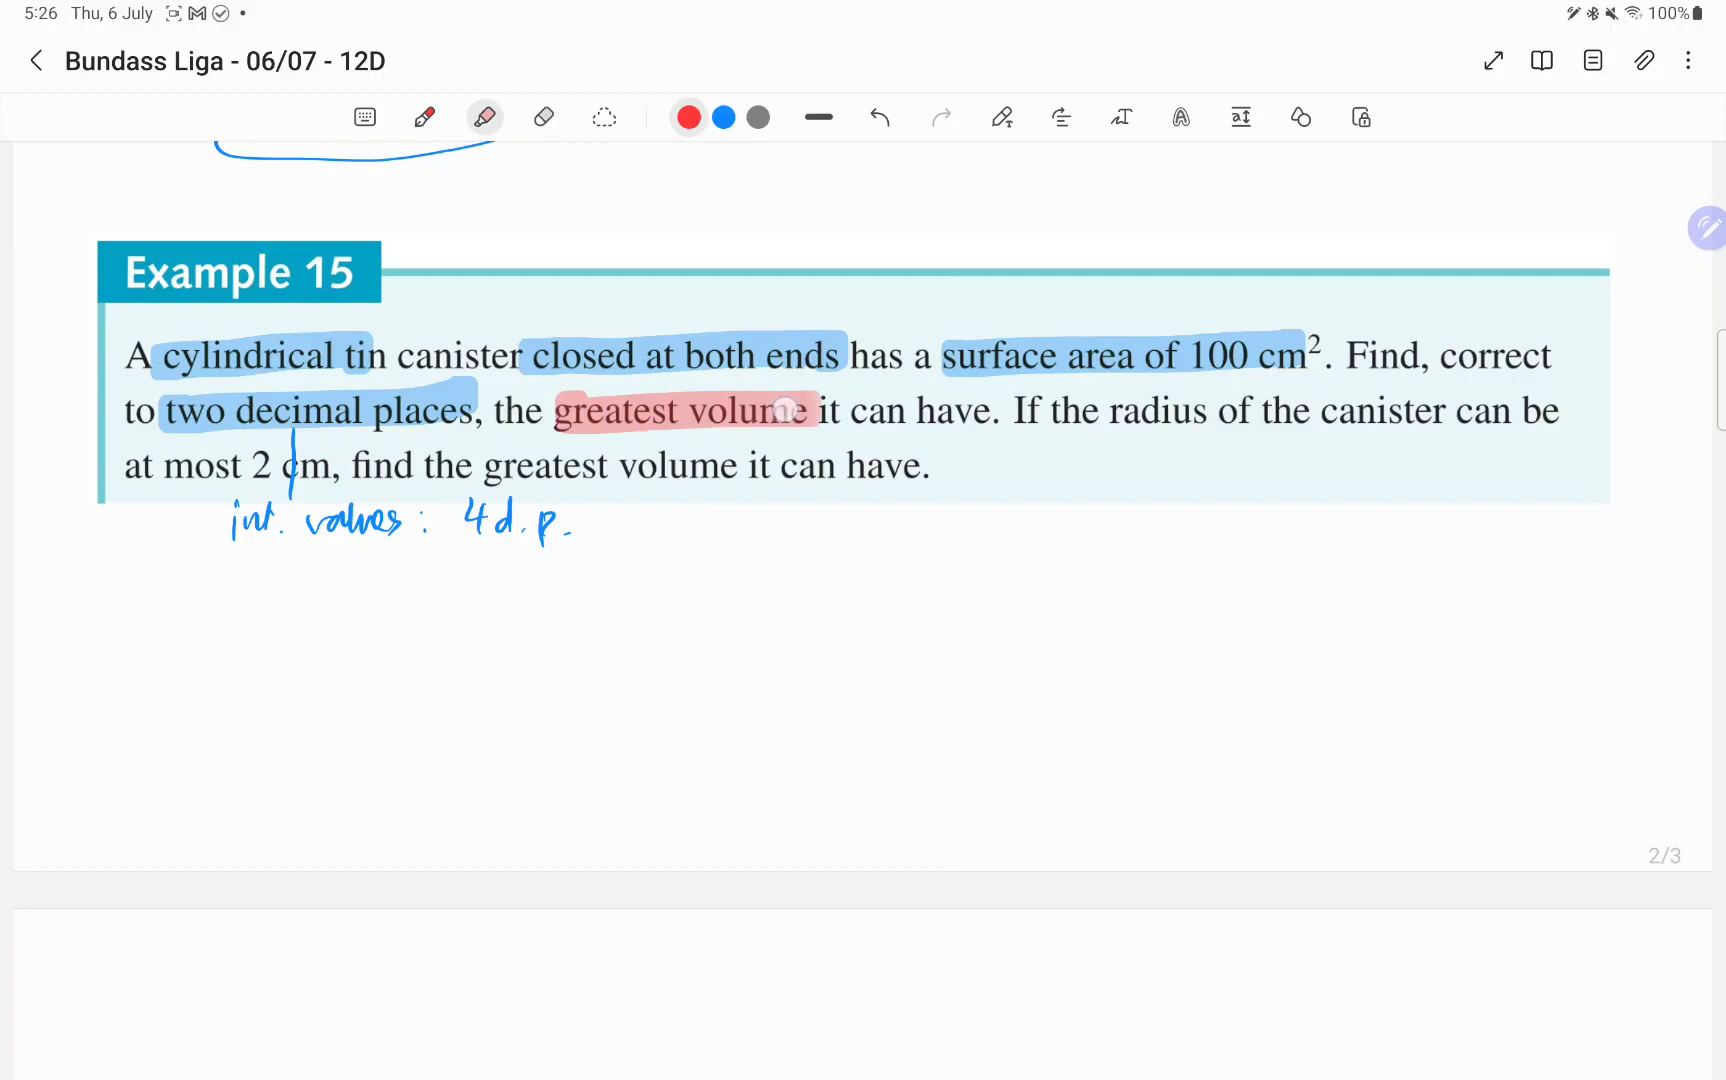 5:26 Thu, 6 July 100%
Bundass Liga - 06/07 - 12D
Example 15
A cylindrical tin canister closed at both ends has a surface area of 100 cm². Find, correct
to two decimal places, the greatest volume it can have. If the radius of the canister can be
at most 2 cm, find the greatest volume it can have.
int. values : 4 d.p.
2/3